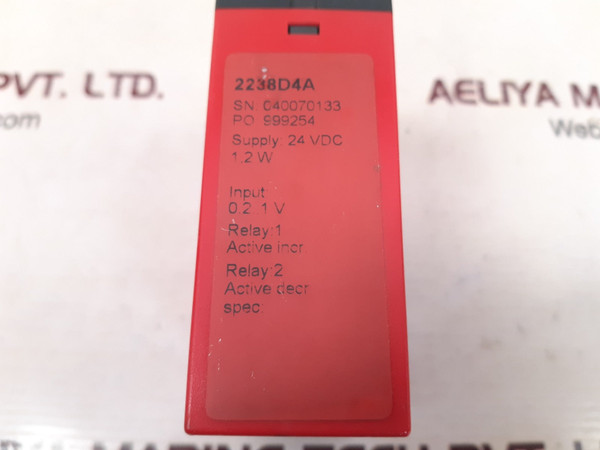 2238D4A
SN: 040070133
PO: 999254
Supply: 24 VDC
1.2 W
Input:
0.2..1 V
Relay:1
Active incr
Relay:2
Active decr
spec:
PVT. LTD.
.com
AELIYA
Web